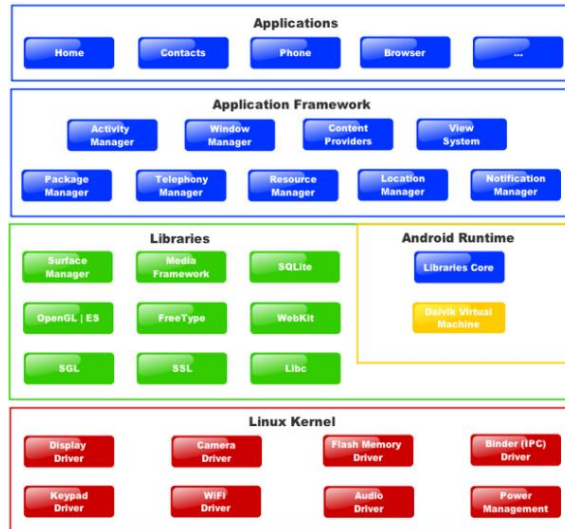 Applications
Home
Contacts
Phone
Browser
...
Application Framework
Activity
Manager
Window
Manager
Content
Providers
View
System
Package
Manager
Telephony
Manager
Resource
Manager
Location
Manager
Notification
Manager
Libraries
Surface
Manager
Media
Framework
SQLite
OpenGL | ES
FreeType
WebKit
SGL
SSL
Libc
Android Runtime
Libraries Core
Dalvik Virtual
Machine
Linux Kernel
Display
Driver
Camera
Driver
Flash Memory
Driver
Binder (IPC)
Driver
Keypad
Driver
WiFi
Driver
Audio
Driver
Power
Management